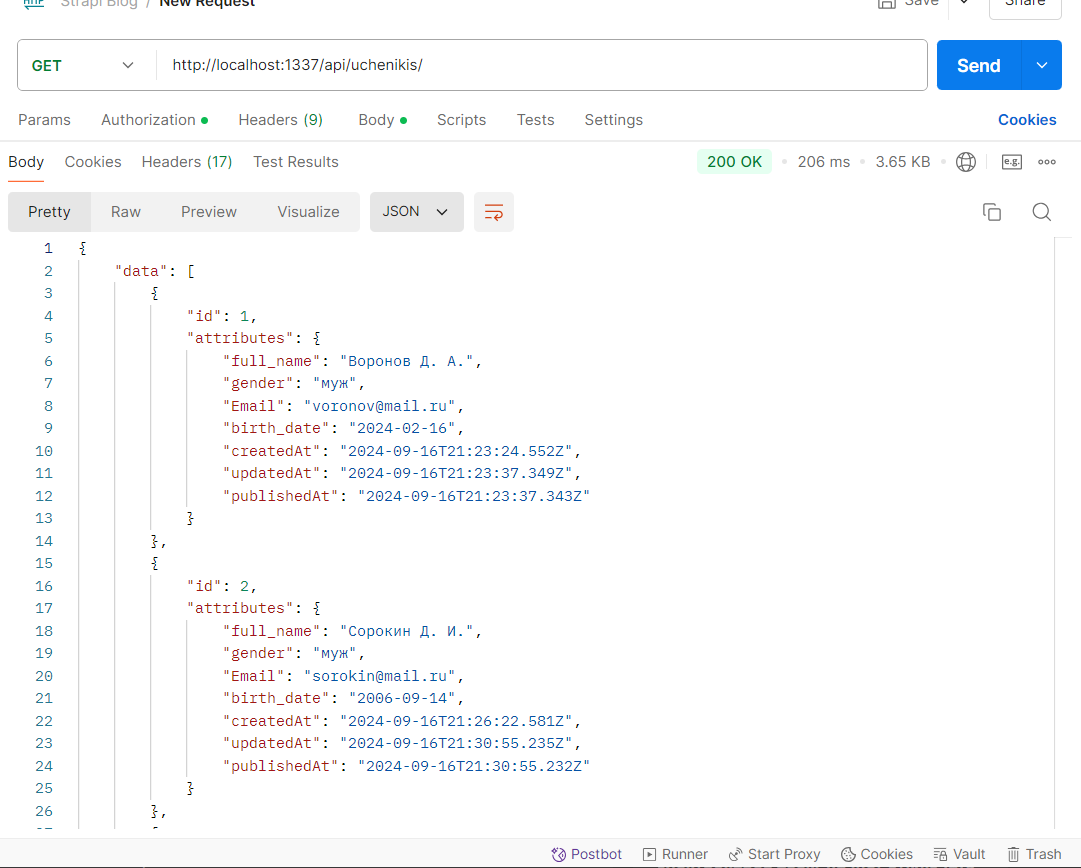 HTTP Strapi Blog / New Request Save Share
GET http://localhost:1337/api/uchenikis/ Send
Params Authorization Headers (9) Body Scripts Tests Settings Cookies
Body Cookies Headers (17) Test Results 200 OK 206 ms 3.65 KB e.g.
Pretty Raw Preview Visualize JSON
1 {
2 "data": [
3 {
4 "id": 1,
5 "attributes": {
6 "full_name": "Воронов Д. А.",
7 "gender": "муж",
8 "Email": "voronov@mail.ru",
9 "birth_date": "2024-02-16",
10 "createdAt": "2024-09-16T21:23:24.552Z",
11 "updatedAt": "2024-09-16T21:23:37.349Z",
12 "publishedAt": "2024-09-16T21:23:37.343Z"
13 }
14 },
15 {
16 "id": 2,
17 "attributes": {
18 "full_name": "Сорокин Д. И.",
19 "gender": "муж",
20 "Email": "sorokin@mail.ru",
21 "birth_date": "2006-09-14",
22 "createdAt": "2024-09-16T21:26:22.581Z",
23 "updatedAt": "2024-09-16T21:30:55.235Z",
24 "publishedAt": "2024-09-16T21:30:55.232Z"
25 }
26 },
Postbot Runner Start Proxy Cookies Vault Trash